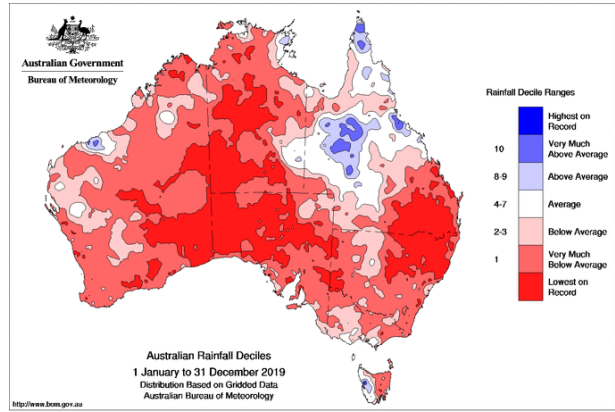 Australian Government
Bureau of Meteorology
Rainfall Decile Ranges
Highest on
Record
10
Very Much
Above Average
8-9
Above Average
4-7
Average
2-3
Below Average
1
Very Much
Below Average
Lowest on
Record
Australian Rainfall Deciles
1 January to 31 December 2019
Distribution Based on Gridded Data
Australian Bureau of Meteorology
http://www.bom.gov.au